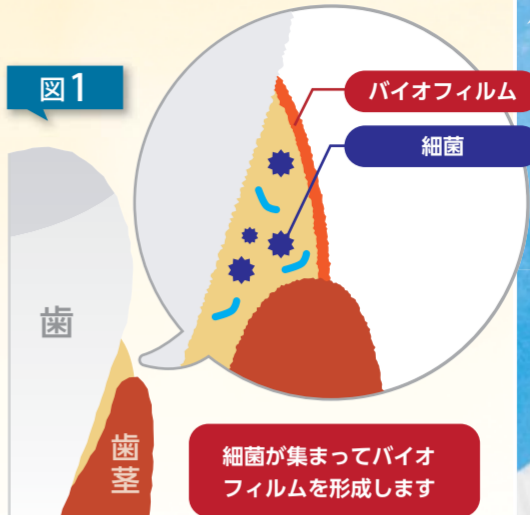 図1
バイオフィルム
細菌
歯
歯茎
細菌が集まってバイオ
フィルムを形成します